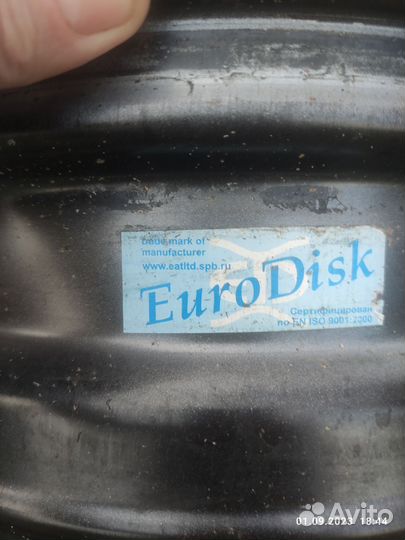 trade mark of
manufacturer
www.eatltd.spb.ru
EuroDisk
Сертифицирован
по EN ISO 9001:2000
01.09.2023 18:44
Avito